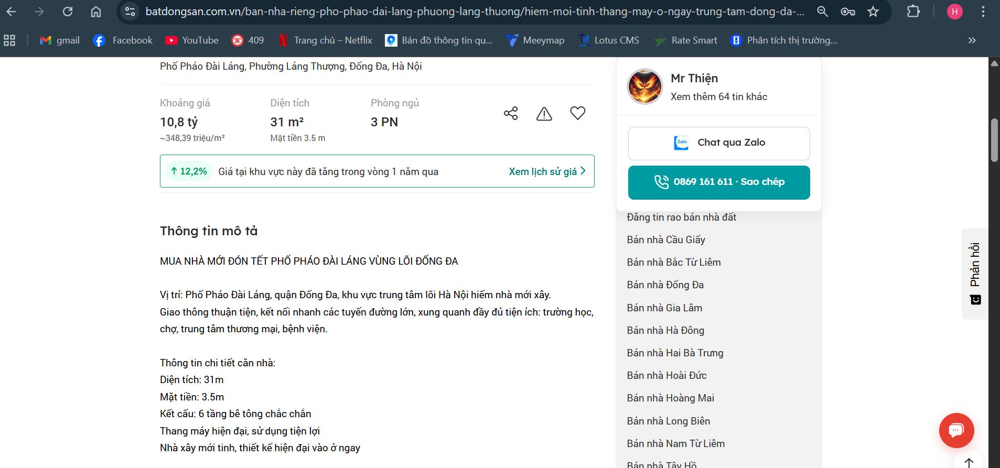 batdongsan.com.vn/ban-nha-rieng-pho-phao-dai-lang-phuong-lang-thuong/hiem-moi-tinh-thang-may-o-ngay-trung-tam-dong-da-...
H
gmail
Facebook
YouTube
409
Trang chủ – Netflix
Bản đồ thông tin qu...
Meeymap
Lotus CMS
Rate Smart
Phân tích thị trường...
Phố Pháo Đài Láng, Phường Láng Thượng, Đống Đa, Hà Nội
Khoảng giá
Diện tích
Phòng ngủ
10,8 tỷ
31 m²
3 PN
~348,39 triệu/m²
Mặt tiền 3.5 m
12,2%
Giá tại khu vực này đã tăng trong vòng 1 năm qua
Xem lịch sử giá
Thông tin mô tả
MUA NHÀ MỚI ĐÓN TẾT PHỐ PHÁO ĐÀI LÁNG VÙNG LÕI ĐỐNG ĐA
Vị trí: Phố Pháo Đài Láng, quận Đống Đa, khu vực trung tâm lõi Hà Nội hiếm nhà mới xây.
Giao thông thuận tiện, kết nối nhanh các tuyến đường lớn, xung quanh đầy đủ tiện ích: trường học,
chợ, trung tâm thương mại, bệnh viện.
Thông tin chi tiết căn nhà:
Diện tích: 31m
Mặt tiền: 3.5m
Kết cấu: 6 tầng bê tông chắc chắn
Thang máy hiện đại, sử dụng tiện lợi
Nhà xây mới tinh, thiết kế hiện đại vào ở ngay
Mr Thiện
Xem thêm 64 tin khác
Zalo
Chat qua Zalo
0869 161 611 · Sao chép
Đăng tin rao bán nhà đất
Bán nhà Cầu Giấy
Bán nhà Bắc Từ Liêm
Bán nhà Đống Đa
Bán nhà Gia Lâm
Bán nhà Hà Đông
Bán nhà Hai Bà Trưng
Bán nhà Hoài Đức
Bán nhà Hoàng Mai
Bán nhà Long Biên
Bán nhà Nam Từ Liêm
Bán nhà Tây Hồ
Phản hồi